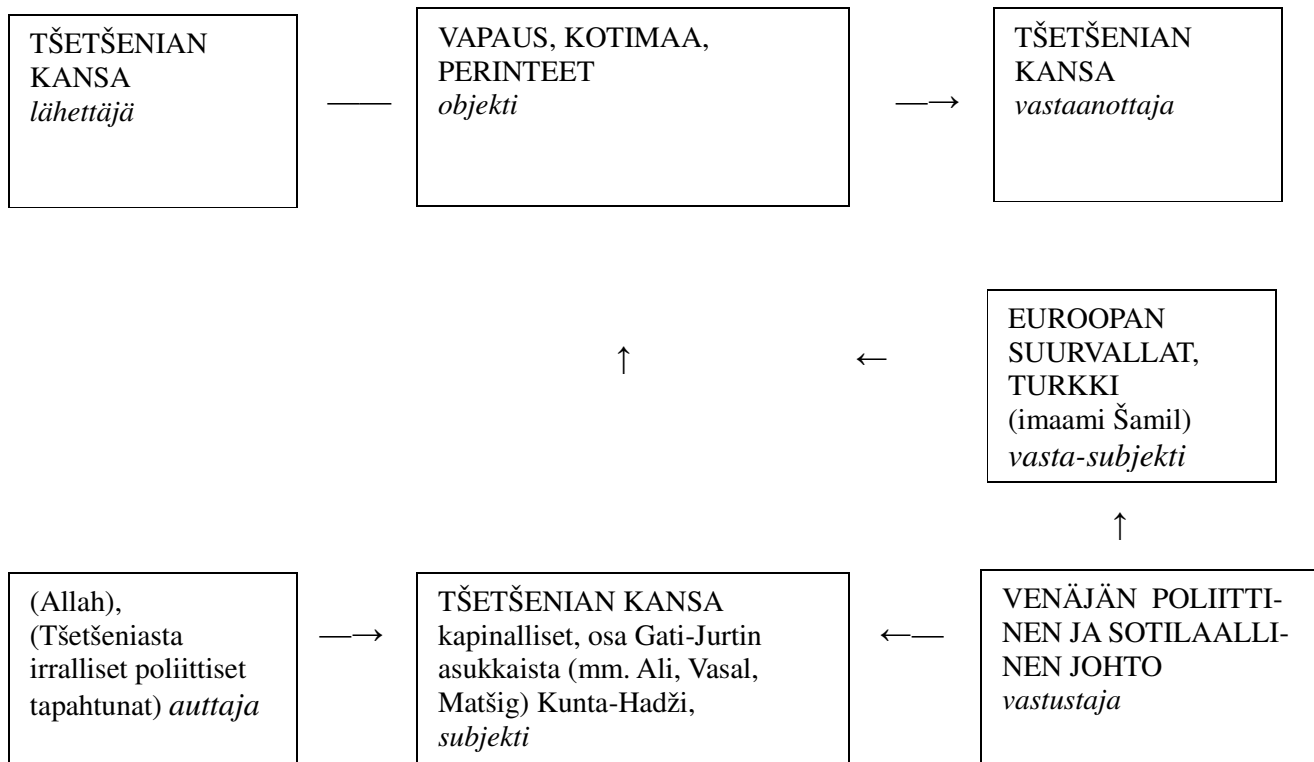 TŠETŠENIAN
KANSA
lähettäjä
VAPAUS, KOTIMAA,
PERINTEET
objekti
TŠETŠENIAN
KANSA
vastaanottaja
EUROOPAN
SUURVALLAT,
TURKKI
(imaami Šamil)
vasta-subjekti
(Allah),
(Tšetšeniasta
irralliset poliittiset
tapahtunat) auttaja
TŠETŠENIAN KANSA
kapinalliset, osa Gati-Jurtin
asukkaista (mm. Ali, Vasal,
Matšig) Kunta-Hadži,
subjekti
VENÄJÄN POLIITTI-
NEN JA SOTILAALLI-
NEN JOHTO
vastustaja